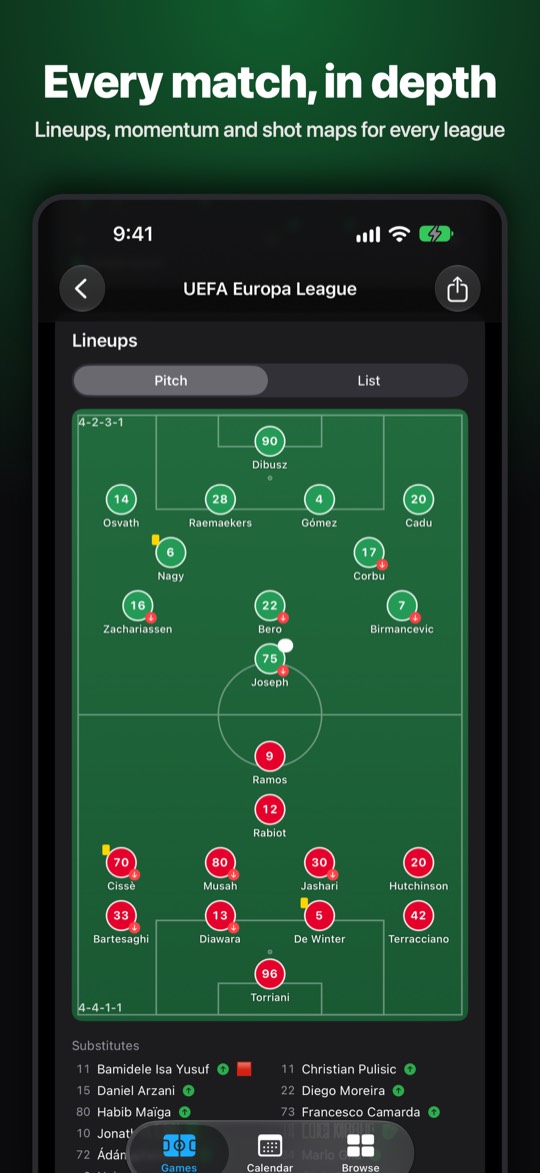 Every match, in depth
Lineups, momentum and shot maps for every league
9:41
UEFA Europa League
Lineups
Pitch List
4-2-3-1
90
Dibusz
14 28 4 20
Osvath Raemaekers Gómez Cadu
6 17
Nagy Corbu
16 22 7
Zachariassen Bero Birmancevic
75
Joseph
9
Ramos
12
Rabiot
70 80 30 20
Cissè Musah Jashari Hutchinson
33 13 5 42
Bartesaghi Diawara De Winter Terracciano
96
Torriani
4-4-1-1
Substitutes
11 Bamidele Isa Yusuf 11 Christian Pulisic
15 Daniel Arzani 22 Diego Moreira
80 Habib Maïga 73 Francesco Camarda
10
72
Games Calendar Browse